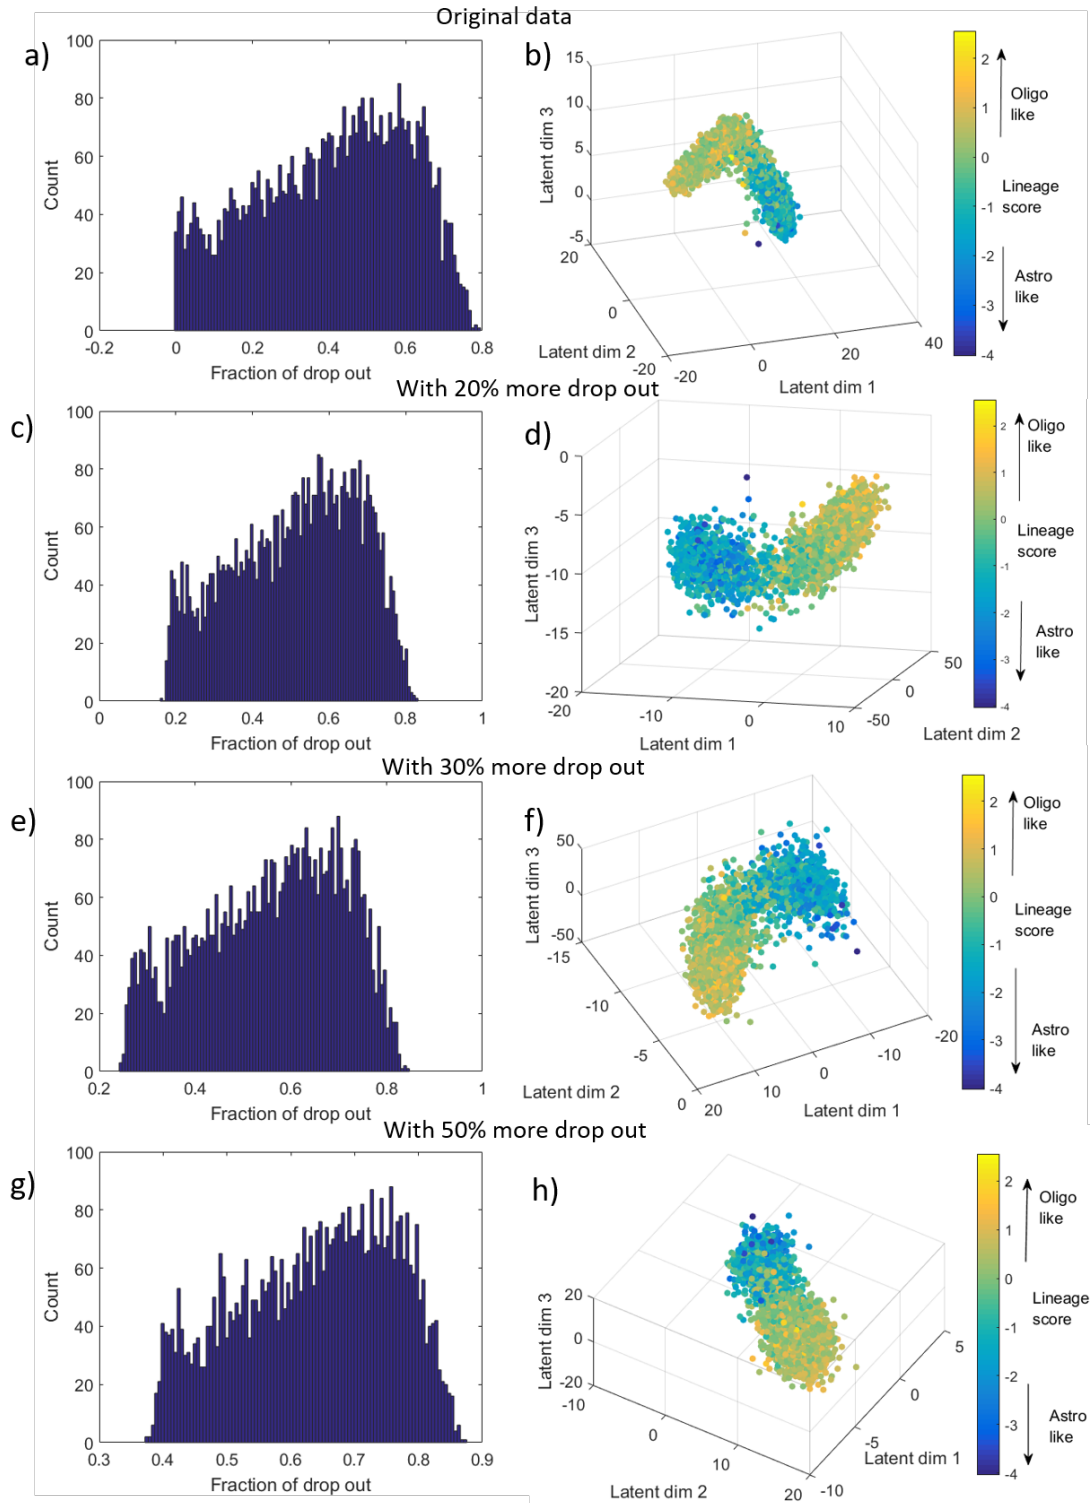 Original data
a)
100
80
60
40
20
0
Count
-0.2
0
0.2
0.4
0.6
0.8
Fraction of drop out
b)
15
10
5
0
-5
Latent dim 3
20
0
-20
Latent dim 2
-20
0
20
40
Latent dim 1
2
1
0
-1
-2
-3
-4
Oligo
like
Lineage
score
Astro
like
With 20% more drop out
c)
100
80
60
40
20
0
Count
0
0.2
0.4
0.6
0.8
1
Fraction of drop out
d)
0
-5
-10
-15
-20
Latent dim 3
-20
-10
0
10
Latent dim 1
-50
0
50
Latent dim 2
2
1
0
-1
-2
-3
-4
Oligo
like
Lineage
score
Astro
like
With 30% more drop out
e)
100
80
60
40
20
0
Count
0.2
0.4
0.6
0.8
1
Fraction of drop out
f)
50
0
-50
Latent dim 3
-15
-10
-5
0
Latent dim 2
20
10
0
-10
-20
Latent dim 1
2
1
0
-1
-2
-3
-4
Oligo
like
Lineage
score
Astro
like
With 50% more drop out
g)
100
80
60
40
20
0
Count
0.3
0.4
0.5
0.6
0.7
0.8
0.9
Fraction of drop out
h)
20
0
-20
Latent dim 3
-10
0
10
20
Latent dim 2
-10
-5
0
5
Latent dim 1
2
1
0
-1
-2
-3
-4
Oligo
like
Lineage
score
Astro
like